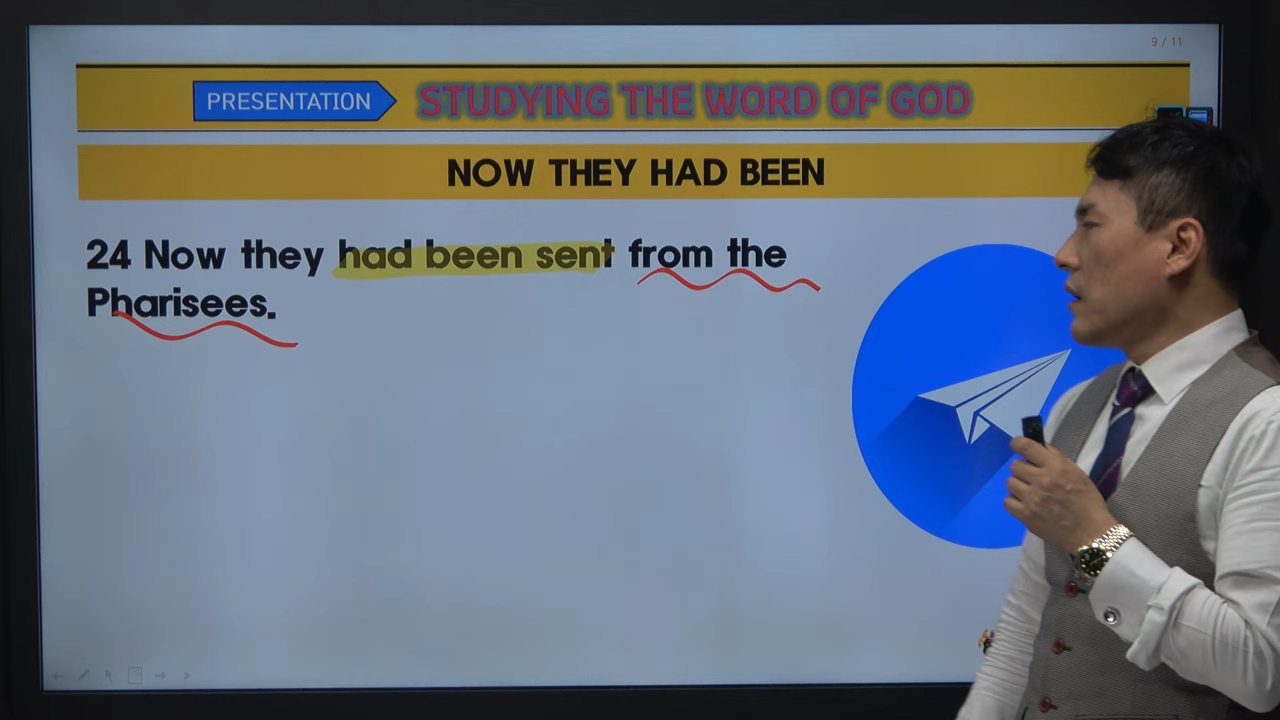 9 / 11
PRESENTATION STUDYING THE WORD OF GOD
NOW THEY HAD BEEN
24 Now they had been sent from the
Pharisees.